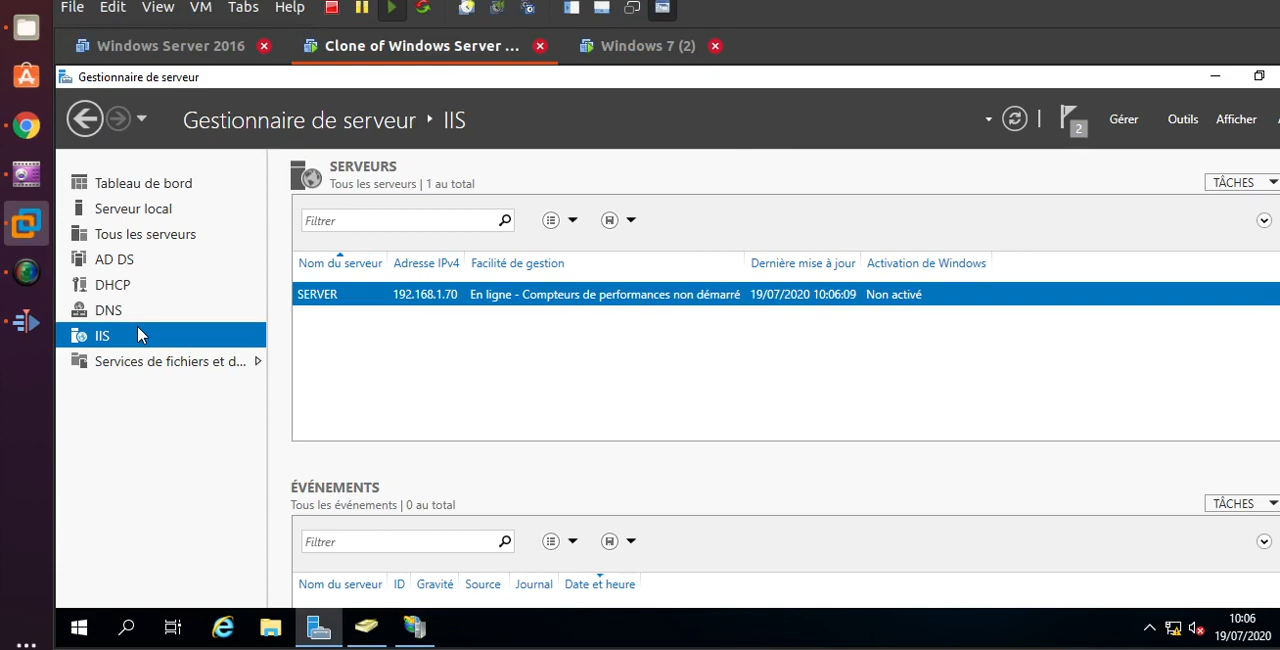 File Edit View VM Tabs Help
Windows Server 2016 Clone of Windows Server ... Windows 7 (2)
Gestionnaire de serveur
Gestionnaire de serveur IIS
2 Gérer Outils Afficher
Tableau de bord
Serveur local
Tous les serveurs
AD DS
DHCP
DNS
IIS
Services de fichiers et d...
SERVEURS
Tous les serveurs | 1 au total
TÂCHES
Filtrer
Nom du serveur Adresse IPv4 Facilité de gestion Dernière mise à jour Activation de Windows
SERVER 192.168.1.70 En ligne - Compteurs de performances non démarré 19/07/2020 10:06:09 Non activé
ÉVÉNEMENTS
Tous les événements | 0 au total
TÂCHES
Filtrer
Nom du serveur ID Gravité Source Journal Date et heure
10:06
19/07/2020